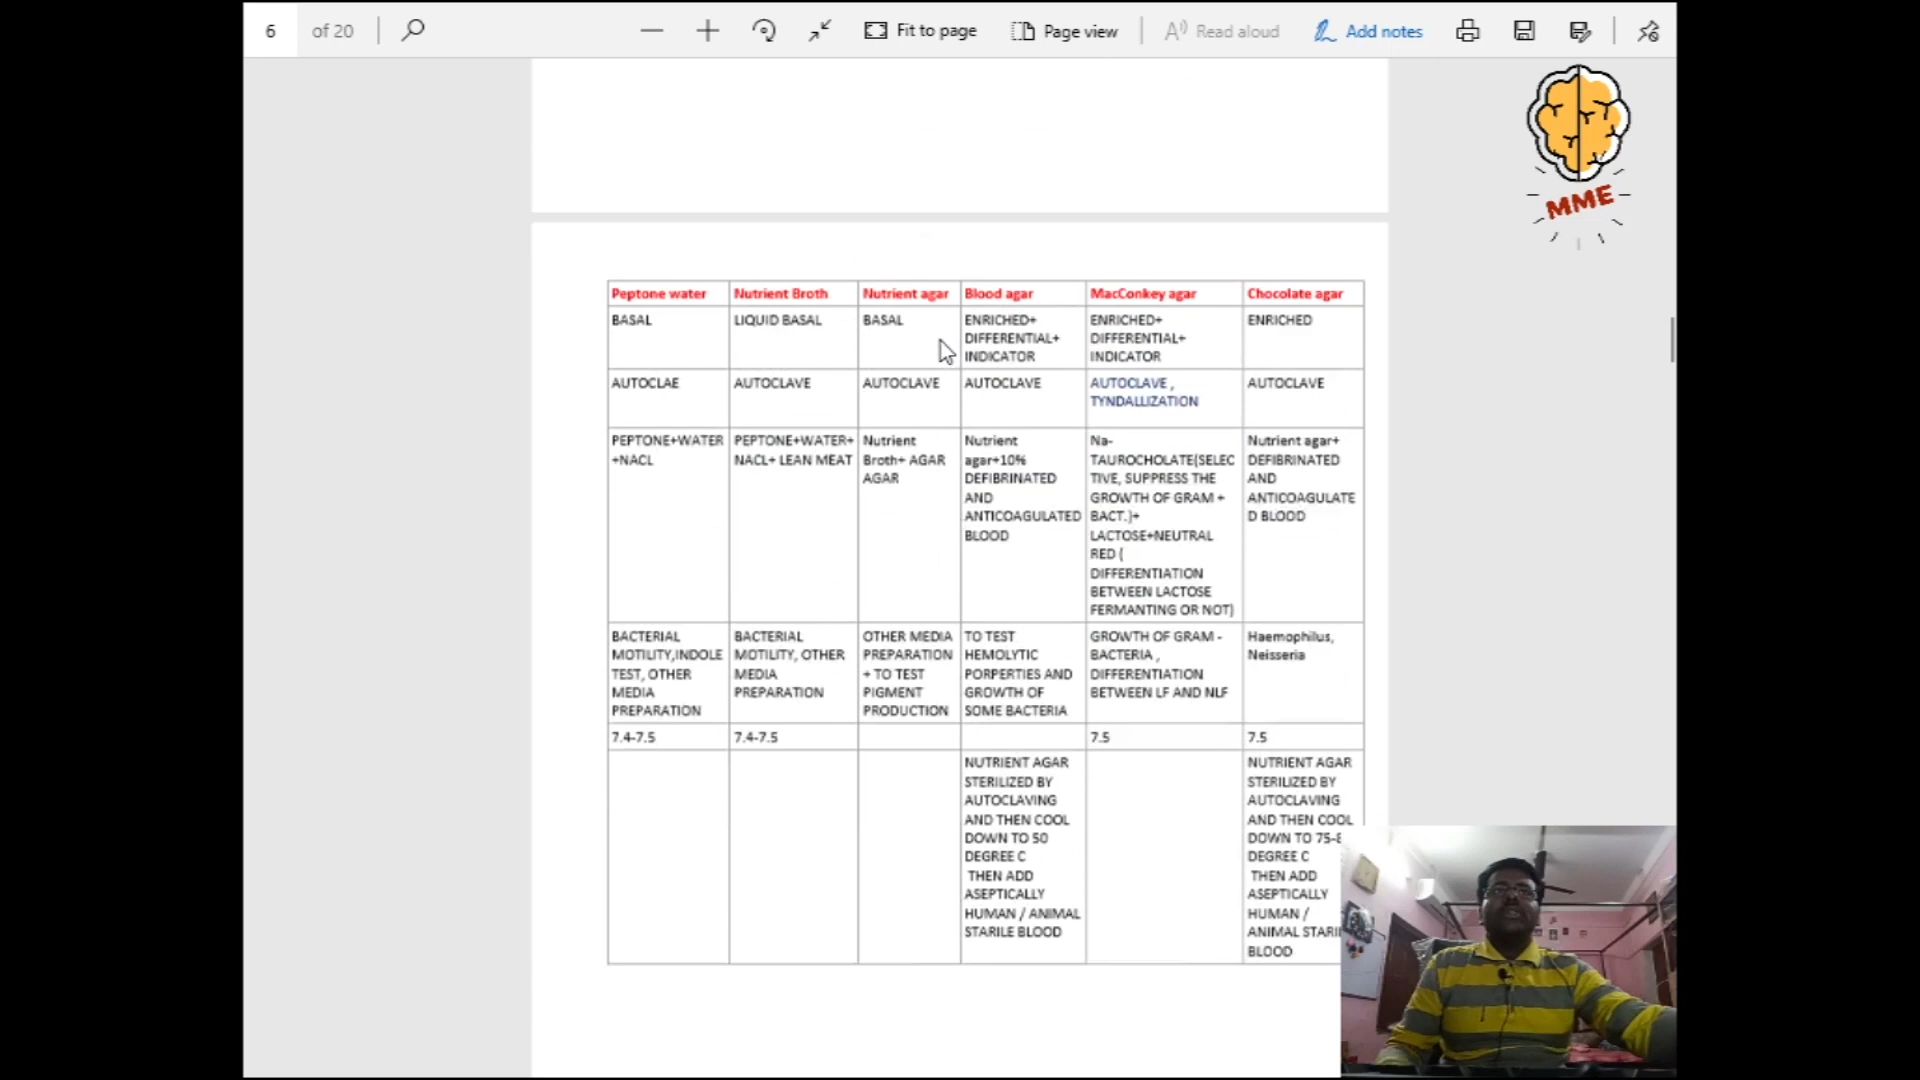 6 of 20 Fit to page Page view Read aloud Add notes
MME
Peptone water Nutrient Broth Nutrient agar Blood agar MacConkey agar Chocolate agar
BASAL
LIQUID BASAL
BASAL
ENRICHED+
DIFFERENTIAL+
INDICATOR
ENRICHED+
DIFFERENTIAL+
INDICATOR
ENRICHED
AUTOCLAE
AUTOCLAVE
AUTOCLAVE
AUTOCLAVE
AUTOCLAVE ,
TYNDALLIZATION
AUTOCLAVE
PEPTONE+WATER
+NACL
PEPTONE+WATER+
NACL+ LEAN MEAT
Nutrient
Broth+ AGAR
AGAR
Nutrient
agar+10%
DEFIBRINATED
AND
ANTICOAGULATED
BLOOD
Na-
TAUROCHOLATE(SELEC
TIVE, SUPPRESS THE
GROWTH OF GRAM +
BACT.)+
LACTOSE+NEUTRAL
RED (
DIFFERENTIATION
BETWEEN LACTOSE
FERMANTING OR NOT)
Nutrient agar+
DEFIBRINATED
AND
ANTICOAGULATE
D BLOOD
BACTERIAL
MOTILITY,INDOLE
TEST, OTHER
MEDIA
PREPARATION
BACTERIAL
MOTILITY, OTHER
MEDIA
PREPARATION
OTHER MEDIA
PREPARATION
+ TO TEST
PIGMENT
PRODUCTION
TO TEST
HEMOLYTIC
PORPERTIES AND
GROWTH OF
SOME BACTERIA
GROWTH OF GRAM -
BACTERIA ,
DIFFERENTIATION
BETWEEN LF AND NLF
Haemophilus,
Neisseria
7.4-7.5
7.4-7.5
7.5
7.5
NUTRIENT AGAR
STERILIZED BY
AUTOCLAVING
AND THEN COOL
DOWN TO 50
DEGREE C
THEN ADD
ASEPTICALLY
HUMAN / ANIMAL
STARILE BLOOD
NUTRIENT AGAR
STERILIZED BY
AUTOCLAVING
AND THEN COOL
DOWN TO
DEGREE C
THEN ADD
ASEPTICALLY
HUMAN /
ANIMAL
BLOOD